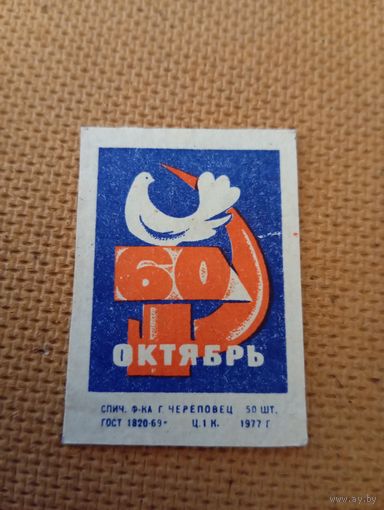 60
ОКТЯБРЬ
СПИЧ. Ф-КА Г. ЧЕРЕПОВЕЦ 50 ШТ.
ГОСТ 1820-69* Ц. 1 К. 1977 Г
www.ay.by